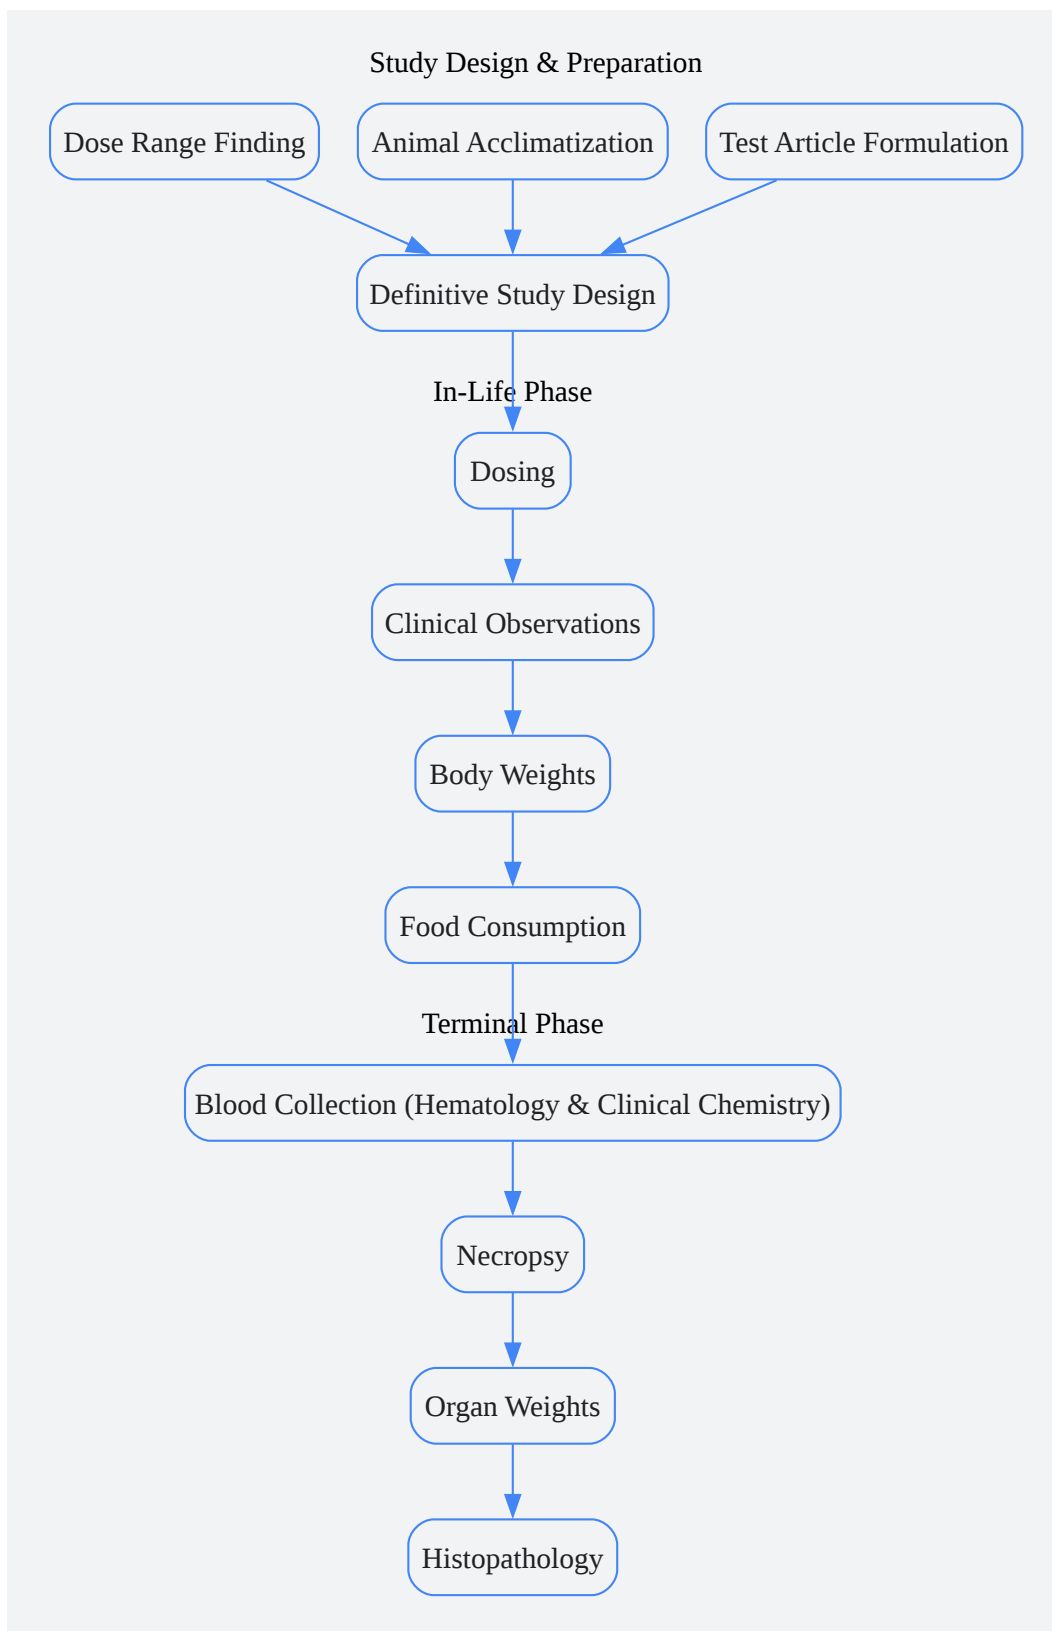 Study Design & Preparation
Dose Range Finding
Animal Acclimatization
Test Article Formulation
Definitive Study Design
In-Life Phase
Dosing
Clinical Observations
Body Weights
Food Consumption
Terminal Phase
Blood Collection (Hematology & Clinical Chemistry)
Necropsy
Organ Weights
Histopathology